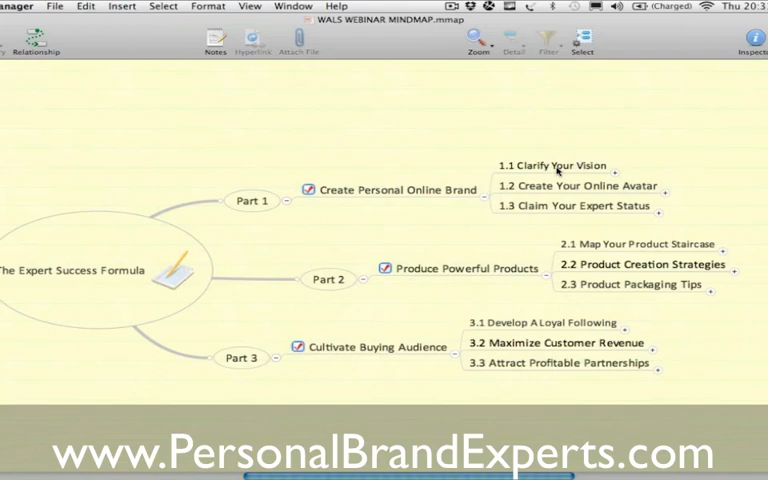 anager File Edit Insert Select Format View Window Help (Charged) Thu 20:3
WALS WEBINAR MINDMAP.mmap
Relationship Notes Hyperlink Attach File Zoom Detail Filter Select Inspecto
The Expert Success Formula
Part 1
Create Personal Online Brand
1.1 Clarify Your Vision
1.2 Create Your Online Avatar
1.3 Claim Your Expert Status
Part 2
Produce Powerful Products
2.1 Map Your Product Staircase
2.2 Product Creation Strategies
2.3 Product Packaging Tips
Part 3
Cultivate Buying Audience
3.1 Develop A Loyal Following
3.2 Maximize Customer Revenue
3.3 Attract Profitable Partnerships
www.PersonalBrandExperts.com